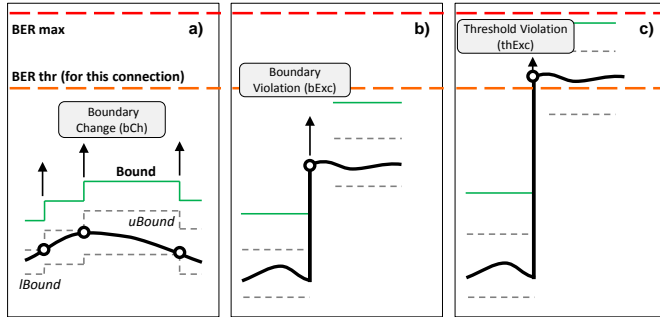 BER max
a)
BER thr (for this connection)
Boundary
Change (bCh)
Bound
uBound
lBound
b)
Boundary
Violation (bExc)
c)
Threshold Violation
(thExc)